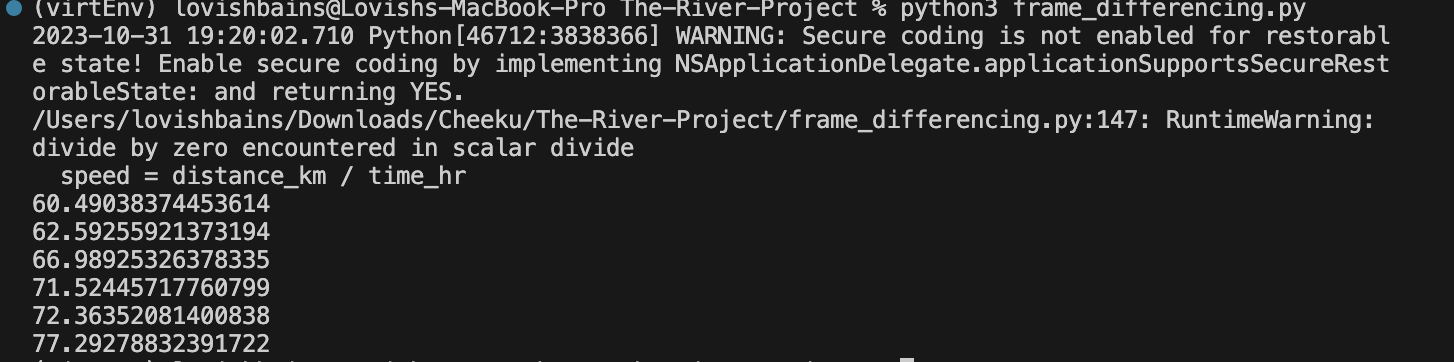 (virtEnv) lovishbains@Lovishs-MacBook-Pro The-River-Project % python3 frame_differencing.py
2023-10-31 19:20:02.710 Python[46712:3838366] WARNING: Secure coding is not enabled for restorabl
e state! Enable secure coding by implementing NSApplicationDelegate.applicationSupportsSecureRest
orableState: and returning YES.
/Users/lovishbains/Downloads/Cheeku/The-River-Project/frame_differencing.py:147: RuntimeWarning:
divide by zero encountered in scalar divide
  speed = distance_km / time_hr
60.49038374453614
62.59255921373194
66.98925326378335
71.52445717760799
72.36352081400838
77.29278832391722